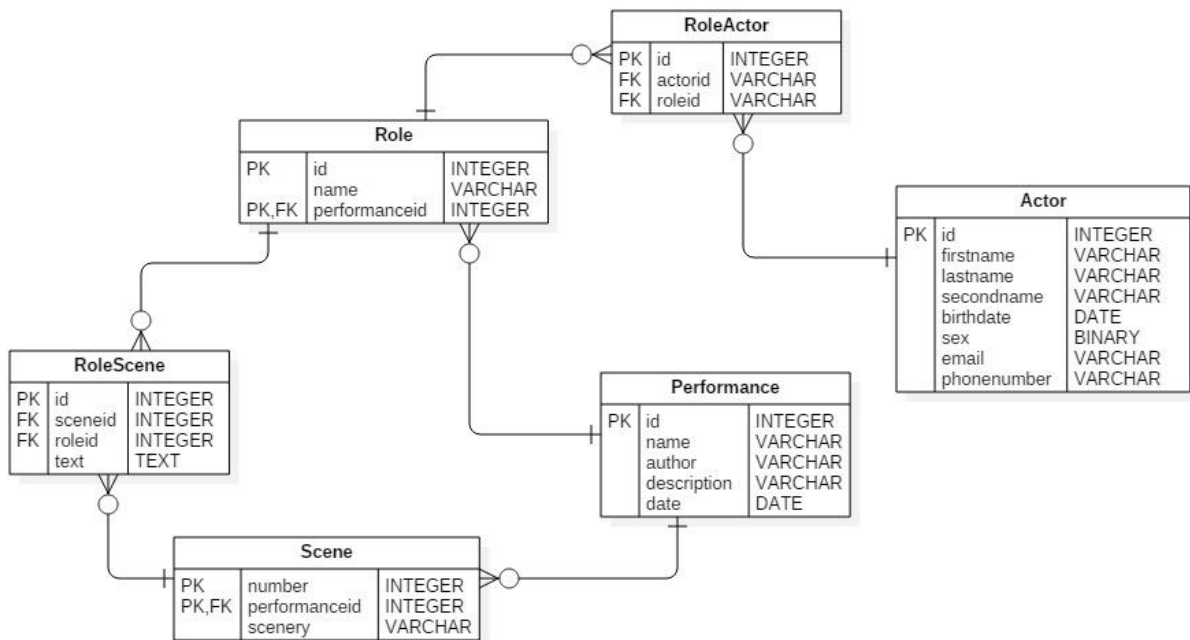 RoleActor
PK id INTEGER
FK actorid VARCHAR
FK roleid VARCHAR
Role
PK id INTEGER
name VARCHAR
PK,FK performanceid INTEGER
Actor
PK id INTEGER
firstname VARCHAR
lastname VARCHAR
secondname VARCHAR
birthdate DATE
sex BINARY
email VARCHAR
phonenumber VARCHAR
RoleScene
PK id INTEGER
FK sceneid INTEGER
FK roleid INTEGER
text TEXT
Performance
PK id INTEGER
name VARCHAR
author VARCHAR
description VARCHAR
date DATE
Scene
PK number INTEGER
PK,FK performanceid INTEGER
scenery VARCHAR